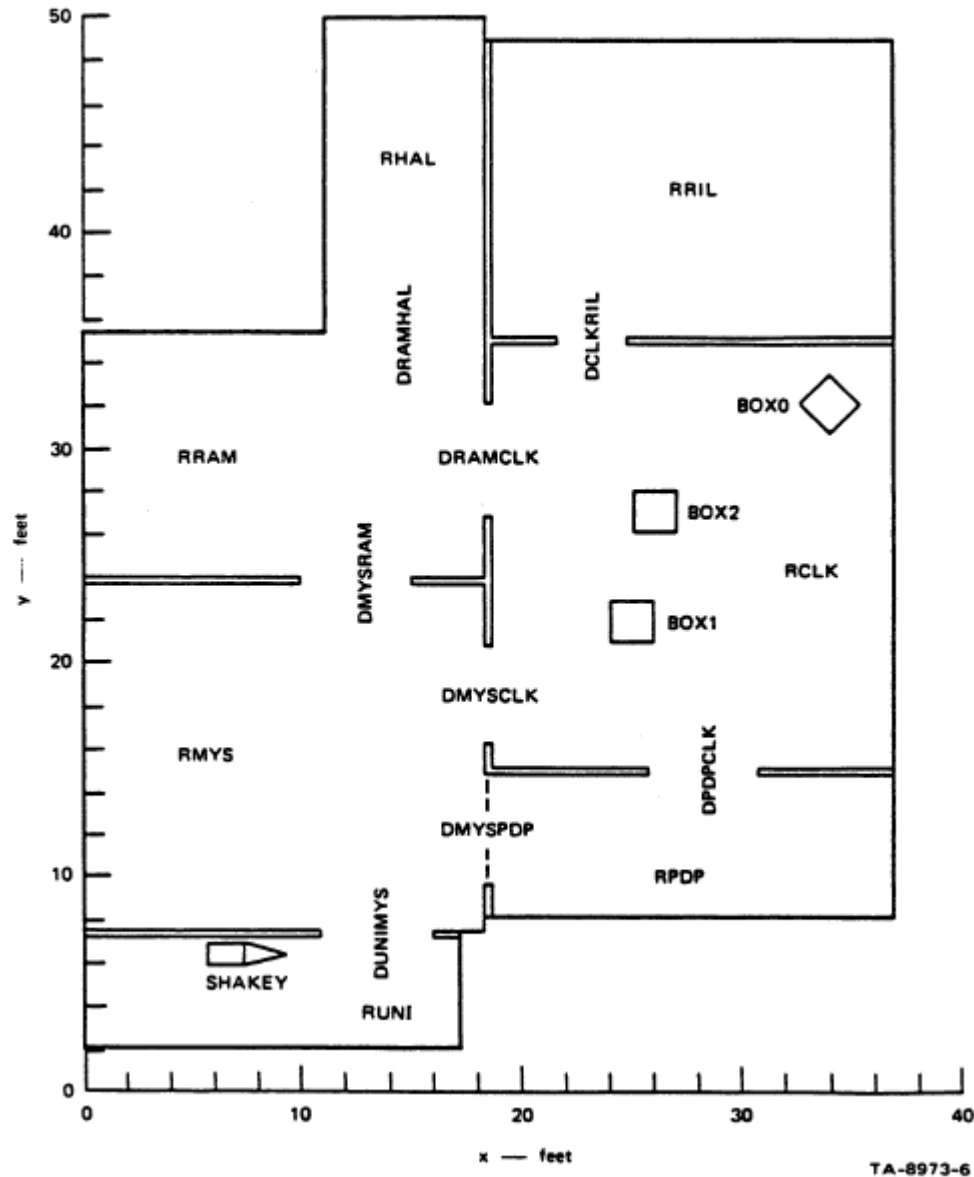 50
RHAL
RRIL
40
DRAMHAL
DCLKRIL
BOX0
30
RRAM
DRAMCLK
BOX2
y — feet
DMYSRAM
RCLK
BOX1
20
DMYSCLK
RMYS
DPDPCLK
DMYSPDP
10
RPDP
DUNIMYS
SHAKEY
RUNI
0
0
10
20
30
40
x — feet
TA-8973-6